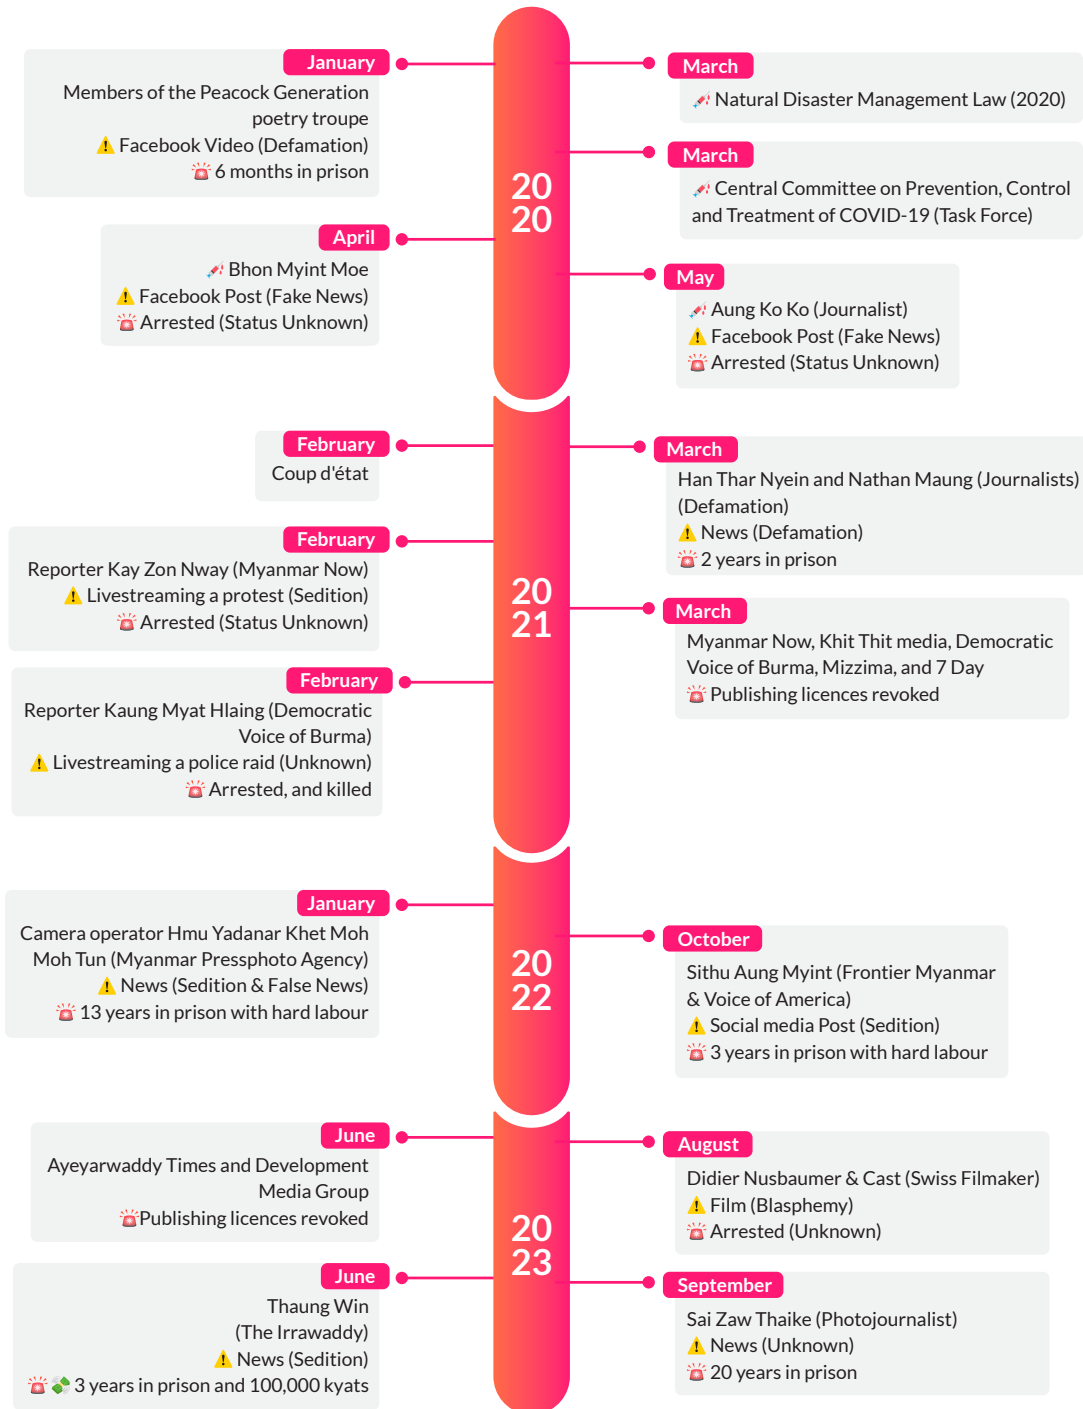 20
20
January
Members of the Peacock Generation
poetry troupe
⚠️ Facebook Video (Defamation)
🚨 6 months in prison
March
💉 Natural Disaster Management Law (2020)
March
💉 Central Committee on Prevention, Control
and Treatment of COVID-19 (Task Force)
April
💉 Bhon Myint Moe
⚠️ Facebook Post (Fake News)
🚨 Arrested (Status Unknown)
May
💉 Aung Ko Ko (Journalist)
⚠️ Facebook Post (Fake News)
🚨 Arrested (Status Unknown)
20
21
February
Coup d'état
March
Han Thar Nyein and Nathan Maung (Journalists)
(Defamation)
⚠️ News (Defamation)
🚨 2 years in prison
February
Reporter Kay Zon Nway (Myanmar Now)
⚠️ Livestreaming a protest (Sedition)
🚨 Arrested (Status Unknown)
March
Myanmar Now, Khit Thit media, Democratic
Voice of Burma, Mizzima, and 7 Day
🚨 Publishing licences revoked
February
Reporter Kaung Myat Hlaing (Democratic
Voice of Burma)
⚠️ Livestreaming a police raid (Unknown)
🚨 Arrested, and killed
20
22
January
Camera operator Hmu Yadanar Khet Moh
Moh Tun (Myanmar Pressphoto Agency)
⚠️ News (Sedition & False News)
🚨 13 years in prison with hard labour
October
Sithu Aung Myint (Frontier Myanmar
& Voice of America)
⚠️ Social media Post (Sedition)
🚨 3 years in prison with hard labour
20
23
June
Ayeyarwaddy Times and Development
Media Group
🚨Publishing licences revoked
August
Didier Nusbaumer & Cast (Swiss Filmaker)
⚠️ Film (Blasphemy)
🚨 Arrested (Unknown)
June
Thaung Win
(The Irrawaddy)
⚠️ News (Sedition)
🚨 💸 3 years in prison and 100,000 kyats
September
Sai Zaw Thaike (Photojournalist)
⚠️ News (Unknown)
🚨 20 years in prison